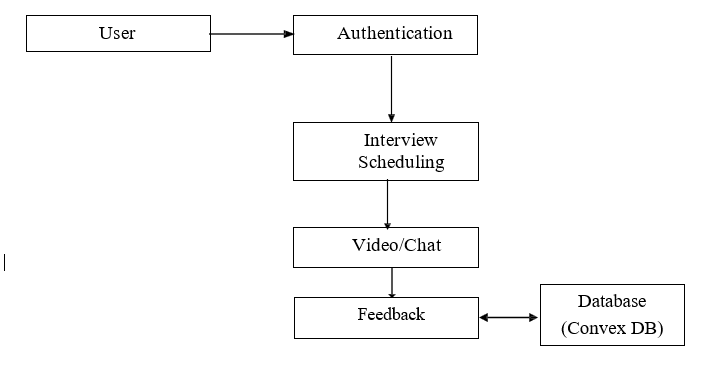 User
Authentication
Interview
Scheduling
Video/Chat
Feedback
Database
(Convex DB)